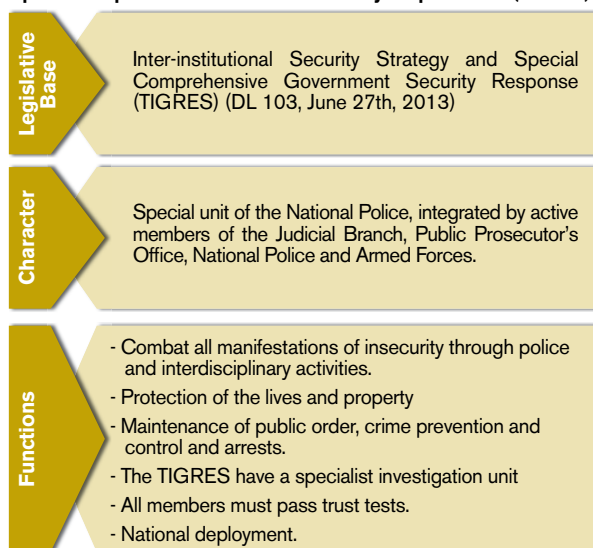 Legislative
Base
Inter-institutional Security Strategy and Special
Comprehensive Government Security Response
(TIGRES) (DL 103, June 27th, 2013)
Character
Special unit of the National Police, integrated by active
members of the Judicial Branch, Public Prosecutor's
Office, National Police and Armed Forces.
Functions
- Combat all manifestations of insecurity through police
and interdisciplinary activities.
- Protection of the lives and property
- Maintenance of public order, crime prevention and
control and arrests.
- The TIGRES have a specialist investigation unit
- All members must pass trust tests.
- National deployment.